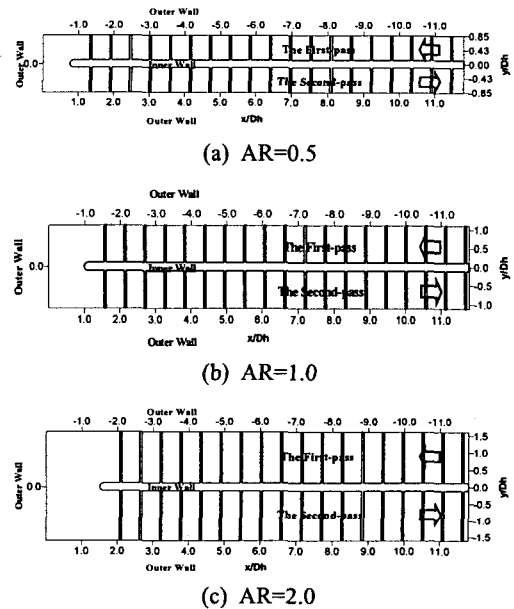 Outer Wall
-1.0 -2.0 -3.0 -4.0 -5.0 -6.0 -7.0 -8.0 -9.0 -10.0 -11.0
Outer Wall
0.0
The First-pass
Inner Wall
The Second-pass
0.85
0.43
0.00
-0.43
-0.85
y/Dh
1.0 2.0 3.0 4.0 5.0 6.0 7.0 8.0 9.0 10.0 11.0
Outer Wall x/Dh
(a) AR=0.5
Outer Wall
-1.0 -2.0 -3.0 -4.0 -5.0 -6.0 -7.0 -8.0 -9.0 -10.0 -11.0
Outer Wall
0.0
The First-pass
Inner Wall
The Second-pass
1.0
0.5
0.0
-0.5
-1.0
y/Dh
1.0 2.0 3.0 4.0 5.0 6.0 7.0 8.0 9.0 10.0 11.0
Outer Wall x/Dh
(b) AR=1.0
Outer Wall
-1.0 -2.0 -3.0 -4.0 -5.0 -6.0 -7.0 -8.0 -9.0 -10.0 -11.0
Outer Wall
0.0
The First-pass
Inner Wall
The Second-pass
1.5
1.0
0.5
0.0
-0.5
-1.0
-1.5
y/Dh
1.0 2.0 3.0 4.0 5.0 6.0 7.0 8.0 9.0 10.0 11.0
Outer Wall x/Dh
(c) AR=2.0